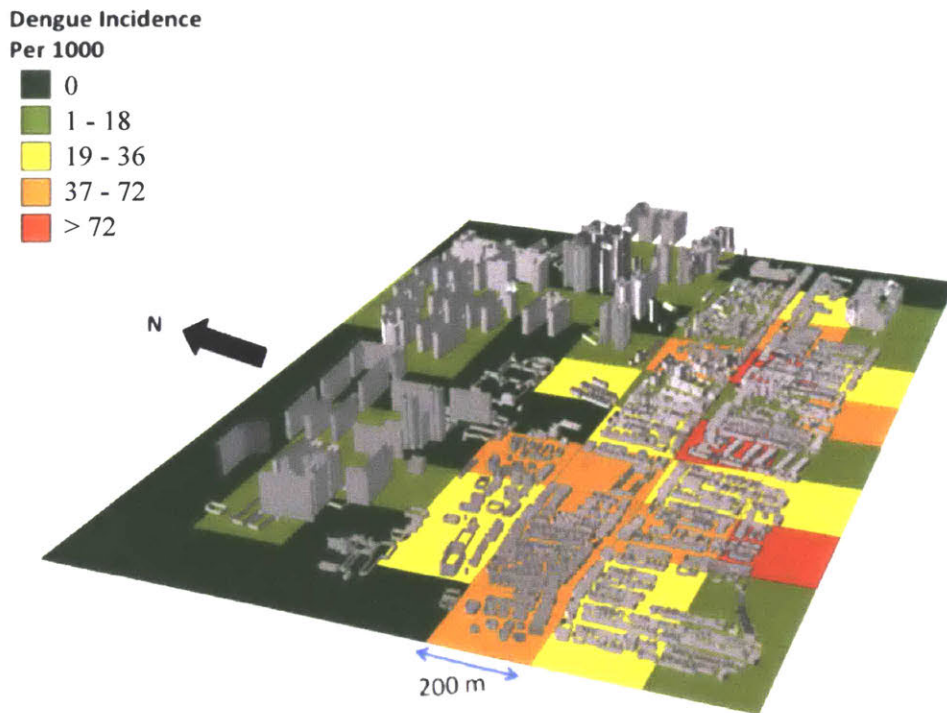 Dengue Incidence
Per 1000
0
1 - 18
19 - 36
37 - 72
> 72
N
200 m